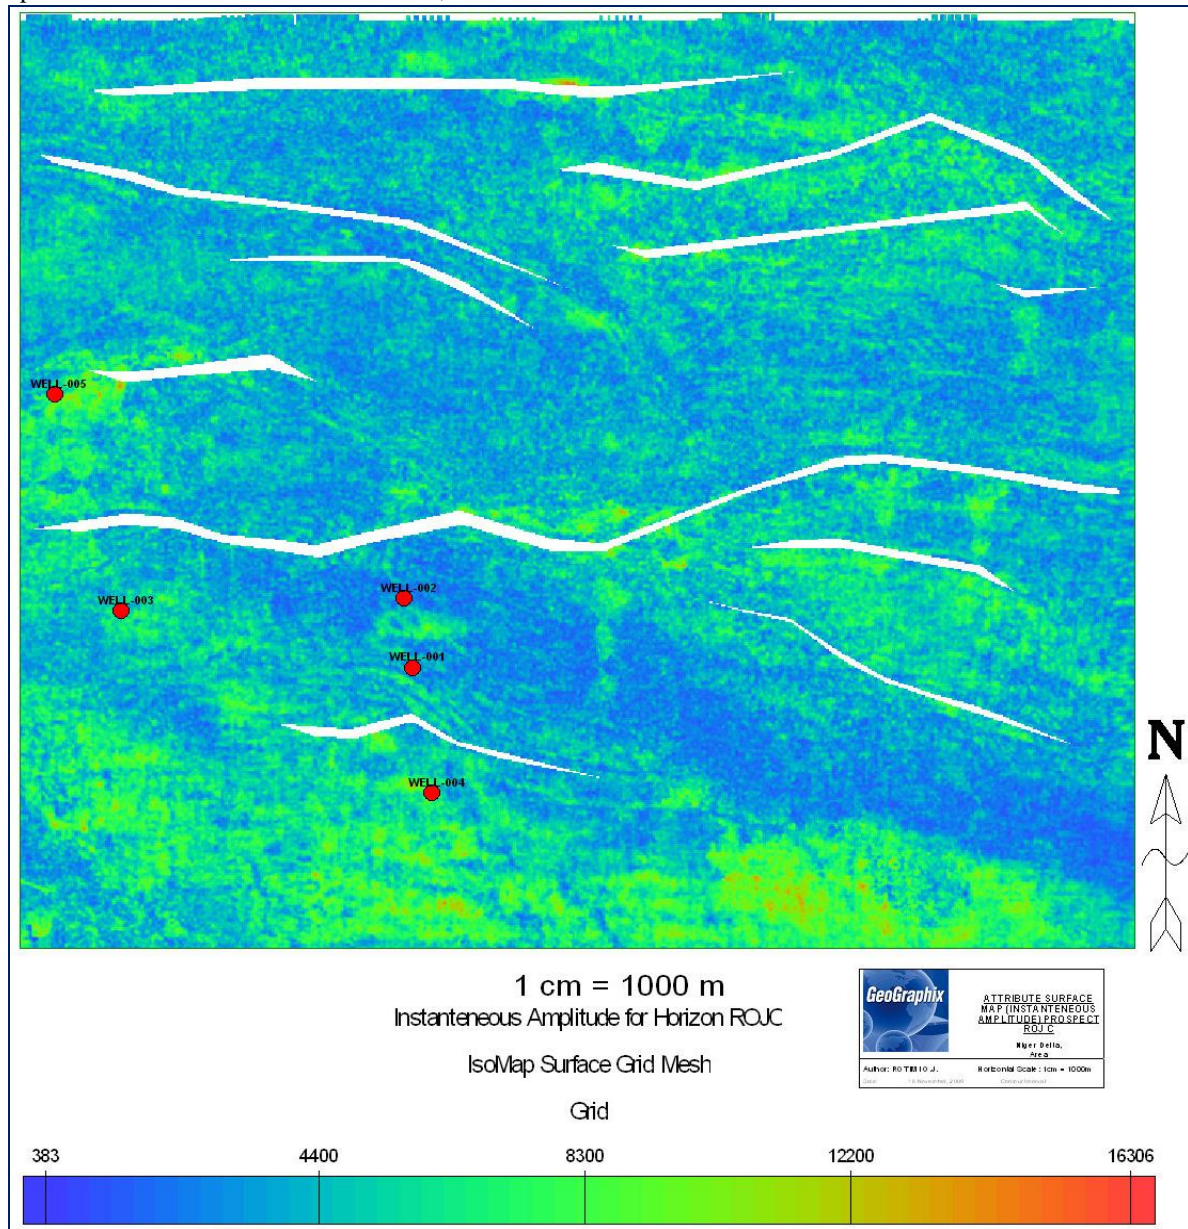 WELL-005
WELL-002
WELL-003
WELL-001
WELL-004
N
1 cm = 1000 m
Instanteneous Amplitude for Horizon ROJC
IsoMap Surface Grid Mesh
Grid
GeoGraphix
ATTRIBUTE SURFACE
MAP (INSTANTENEOUS
AMPLITUDE) PROSPECT
ROJ C
Niger Delta,
Area
Author: ROTIMI O J.
Horizontal Scale : 1cm = 1000m
383 4400 8300 12200 16306